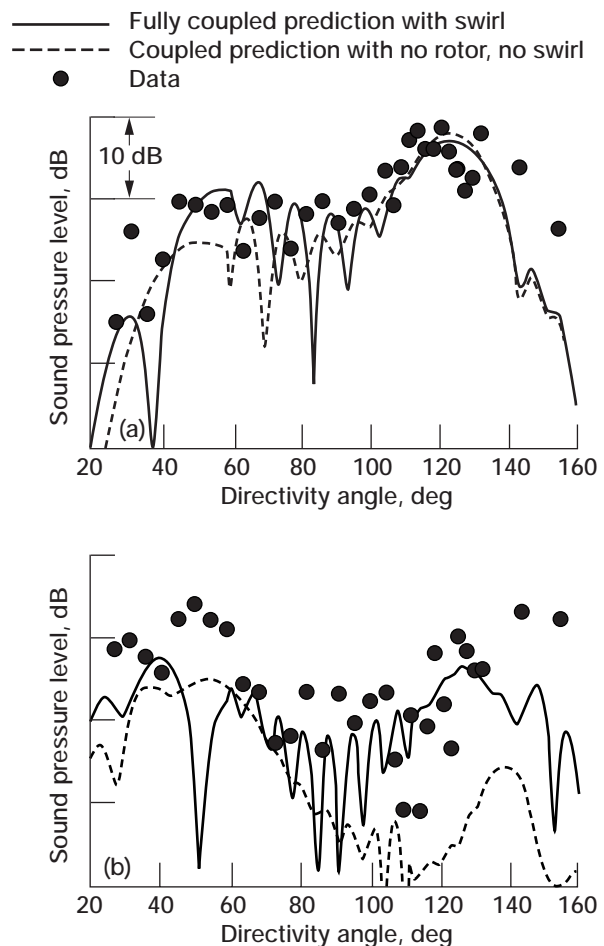 Fully coupled prediction with swirl
Coupled prediction with no rotor, no swirl
Data
10 dB
Sound pressure level, dB
(a)
20 40 60 80 100 120 140 160
Directivity angle, deg
Sound pressure level, dB
(b)
20 40 60 80 100 120 140 160
Directivity angle, deg